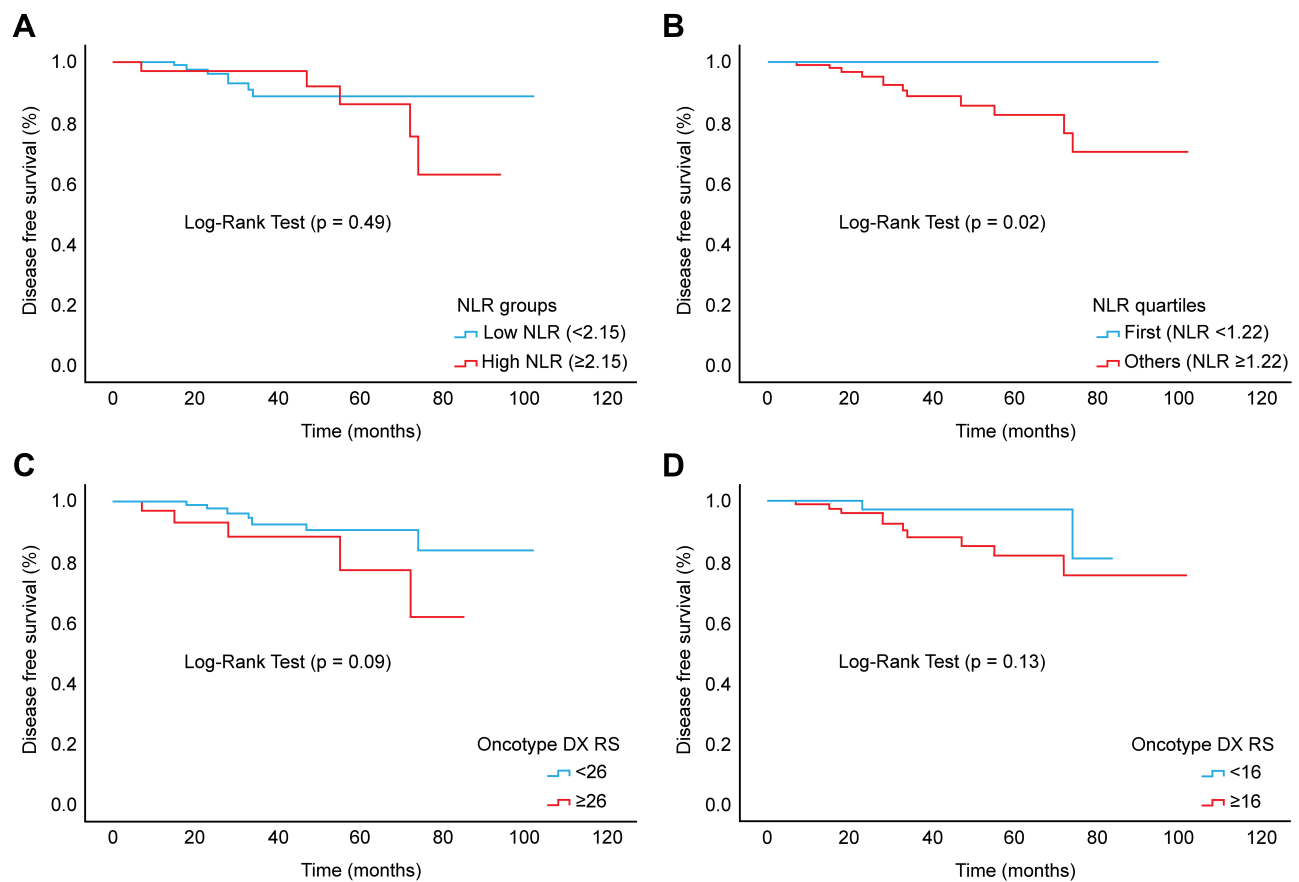 A
Disease free survival (%)
1.0
0.8
0.6
0.4
0.2
0.0
Log-Rank Test (p = 0.49)
NLR groups
Low NLR (<2.15)
High NLR (≥2.15)
0 20 40 60 80 100 120
Time (months)
B
Disease free survival (%)
1.0
0.8
0.6
0.4
0.2
0.0
Log-Rank Test (p = 0.02)
NLR quartiles
First (NLR <1.22)
Others (NLR ≥1.22)
0 20 40 60 80 100 120
Time (months)
C
Disease free survival (%)
1.0
0.8
0.6
0.4
0.2
0.0
Log-Rank Test (p = 0.09)
Oncotype DX RS
<26
≥26
0 20 40 60 80 100 120
Time (months)
D
Disease free survival (%)
1.0
0.8
0.6
0.4
0.2
0.0
Log-Rank Test (p = 0.13)
Oncotype DX RS
<16
≥16
0 20 40 60 80 100 120
Time (months)